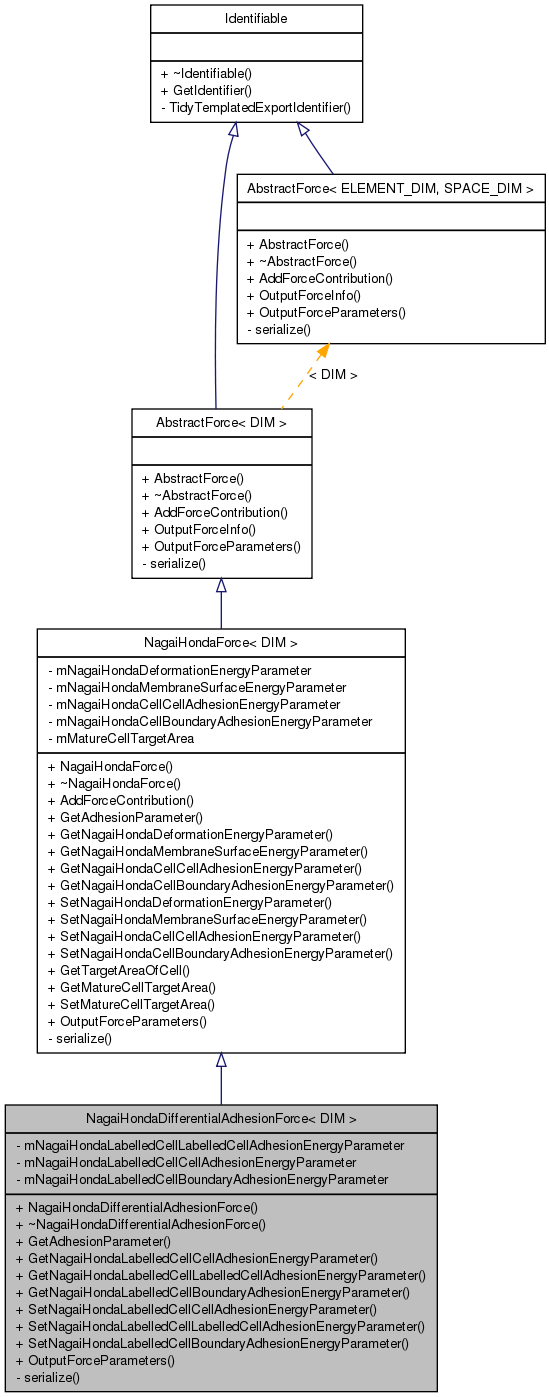 Identifiable
+ ~Identifiable()
+ GetIdentifier()
- TidyTemplatedExportIdentifier()
AbstractForce< ELEMENT_DIM, SPACE_DIM >
+ AbstractForce()
+ ~AbstractForce()
+ AddForceContribution()
+ OutputForceInfo()
+ OutputForceParameters()
- serialize()
< DIM >
AbstractForce< DIM >
+ AbstractForce()
+ ~AbstractForce()
+ AddForceContribution()
+ OutputForceInfo()
+ OutputForceParameters()
- serialize()
NagaiHondaForce< DIM >
- mNagaiHondaDeformationEnergyParameter
- mNagaiHondaMembraneSurfaceEnergyParameter
- mNagaiHondaCellCellAdhesionEnergyParameter
- mNagaiHondaCellBoundaryAdhesionEnergyParameter
- mMatureCellTargetArea
+ NagaiHondaForce()
+ ~NagaiHondaForce()
+ AddForceContribution()
+ GetAdhesionParameter()
+ GetNagaiHondaDeformationEnergyParameter()
+ GetNagaiHondaMembraneSurfaceEnergyParameter()
+ GetNagaiHondaCellCellAdhesionEnergyParameter()
+ GetNagaiHondaCellBoundaryAdhesionEnergyParameter()
+ SetNagaiHondaDeformationEnergyParameter()
+ SetNagaiHondaMembraneSurfaceEnergyParameter()
+ SetNagaiHondaCellCellAdhesionEnergyParameter()
+ SetNagaiHondaCellBoundaryAdhesionEnergyParameter()
+ GetTargetAreaOfCell()
+ GetMatureCellTargetArea()
+ SetMatureCellTargetArea()
+ OutputForceParameters()
- serialize()
NagaiHondaDifferentialAdhesionForce< DIM >
- mNagaiHondaLabelledCellLabelledCellAdhesionEnergyParameter
- mNagaiHondaLabelledCellCellAdhesionEnergyParameter
- mNagaiHondaLabelledCellBoundaryAdhesionEnergyParameter
+ NagaiHondaDifferentialAdhesionForce()
+ ~NagaiHondaDifferentialAdhesionForce()
+ GetAdhesionParameter()
+ GetNagaiHondaLabelledCellCellAdhesionEnergyParameter()
+ GetNagaiHondaLabelledCellLabelledCellAdhesionEnergyParameter()
+ GetNagaiHondaLabelledCellBoundaryAdhesionEnergyParameter()
+ SetNagaiHondaLabelledCellCellAdhesionEnergyParameter()
+ SetNagaiHondaLabelledCellLabelledCellAdhesionEnergyParameter()
+ SetNagaiHondaLabelledCellBoundaryAdhesionEnergyParameter()
+ OutputForceParameters()
- serialize()